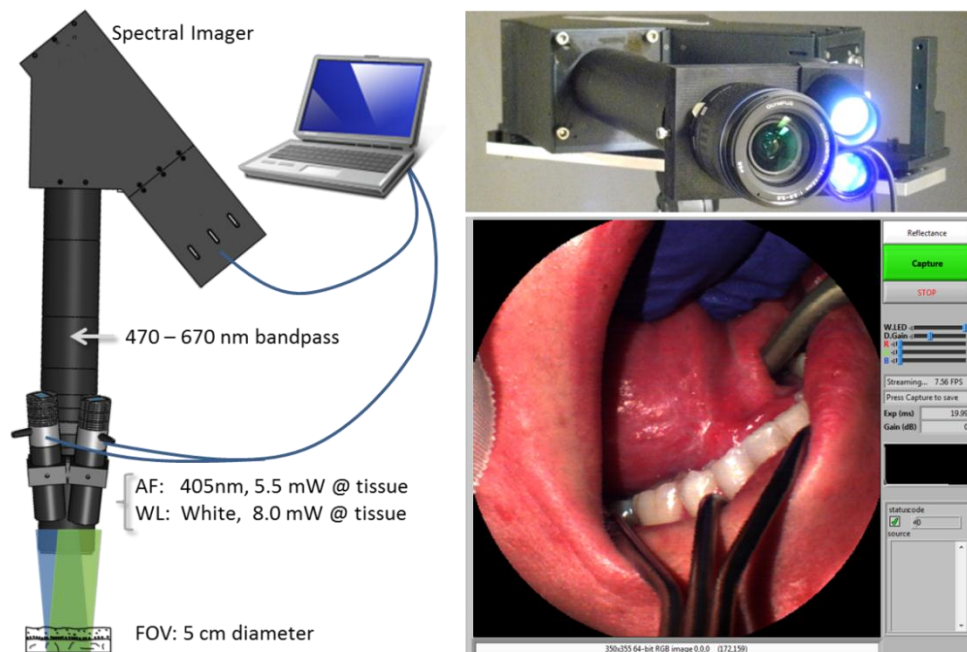 Spectral Imager
470 – 670 nm bandpass
AF: 405nm, 5.5 mW @ tissue
WL: White, 8.0 mW @ tissue
FOV: 5 cm diameter
OLYMPUS
Reflectance
Capture
STOP
W.LED
D.Gain
R
B
Streaming... 7.56 FPS
Press Capture to save
Exp (ms) 19.99
Gain (dB) 0
status code
source
350x355 64-bit RGB image 0,0,0 (172,159)